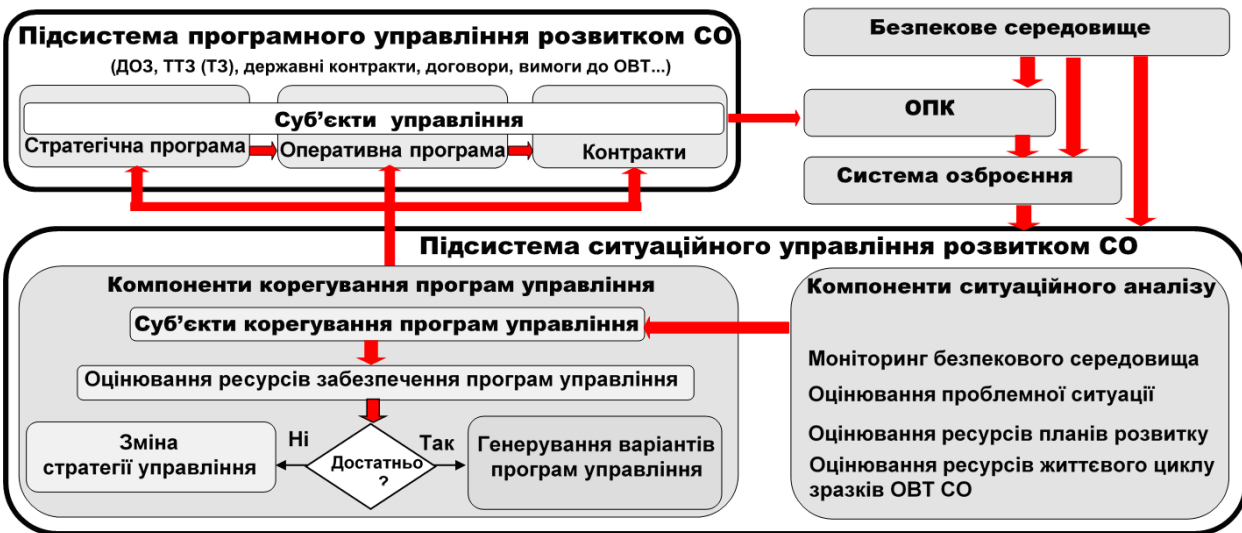 Підсистема програмного управління розвитком СО
(ДОЗ, ТТЗ (ТЗ), державні контракти, договори, вимоги до ОВТ...)
Суб’єкти управління
Стратегічна програма
Оперативна програма
Контракти
Безпекове середовище
ОПК
Система озброєння
Підсистема ситуаційного управління розвитком СО
Компоненти корегування програм управління
Суб’єкти корегування програм управління
Оцінювання ресурсів забезпечення програм управління
Зміна
стратегії управління
Ні
Достатньо
?
Так
Генерування варіантів
програм управління
Компоненти ситуаційного аналізу
Моніторинг безпекового середовища
Оцінювання проблемної ситуації
Оцінювання ресурсів планів розвитку
Оцінювання ресурсів життєвого циклу
зразків ОВТ СО